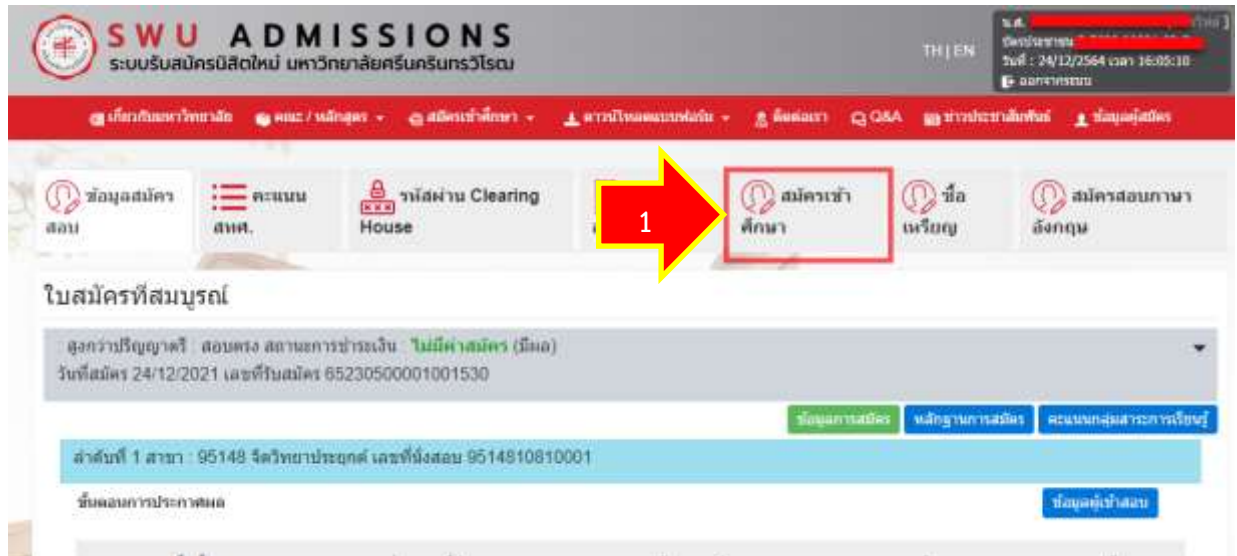 SWU ADMISSIONS
ระบบรับสมัครนิสิตใหม่ มหาวิทยาลัยศรีนครินทรวิโรฒ
TH | EN
น.ส.
บัตรประชาชน
วันที่ : 24/12/2564 เวลา 16:05:10
ออกจากระบบ
เกี่ยวกับมหาวิทยาลัย คณะ / หลักสูตร สมัครเข้าศึกษา ดาวน์โหลดแบบฟอร์ม ติดต่อเรา Q&A ข่าวประชาสัมพันธ์ ข้อมูลผู้สมัคร
ข้อมูลสมัคร คะแนน รหัสผ่าน Clearing สมัครเข้า ชื่อ สมัครสอบภาษา
สอบ สทศ. House 1 ศึกษา เหรียญ อังกฤษ
ใบสมัครที่สมบูรณ์
สูงกว่าปริญญาตรี : สอบตรง สถานะการชำระเงิน : ไม่มีค่าสมัคร (มีผล)
วันที่สมัคร 24/12/2021 เลขที่รับสมัคร 65230500001001530
ข้อมูลการสมัคร หลักฐานการสมัคร คะแนนกลุ่มสาระการเรียนรู้
ลำดับที่ 1 สาขา : 95148 จิตวิทยาประยุกต์ เลขที่นั่งสอบ 9514810810001
ขั้นตอนการประกาศผล ข้อมูลผู้เข้าสอบ